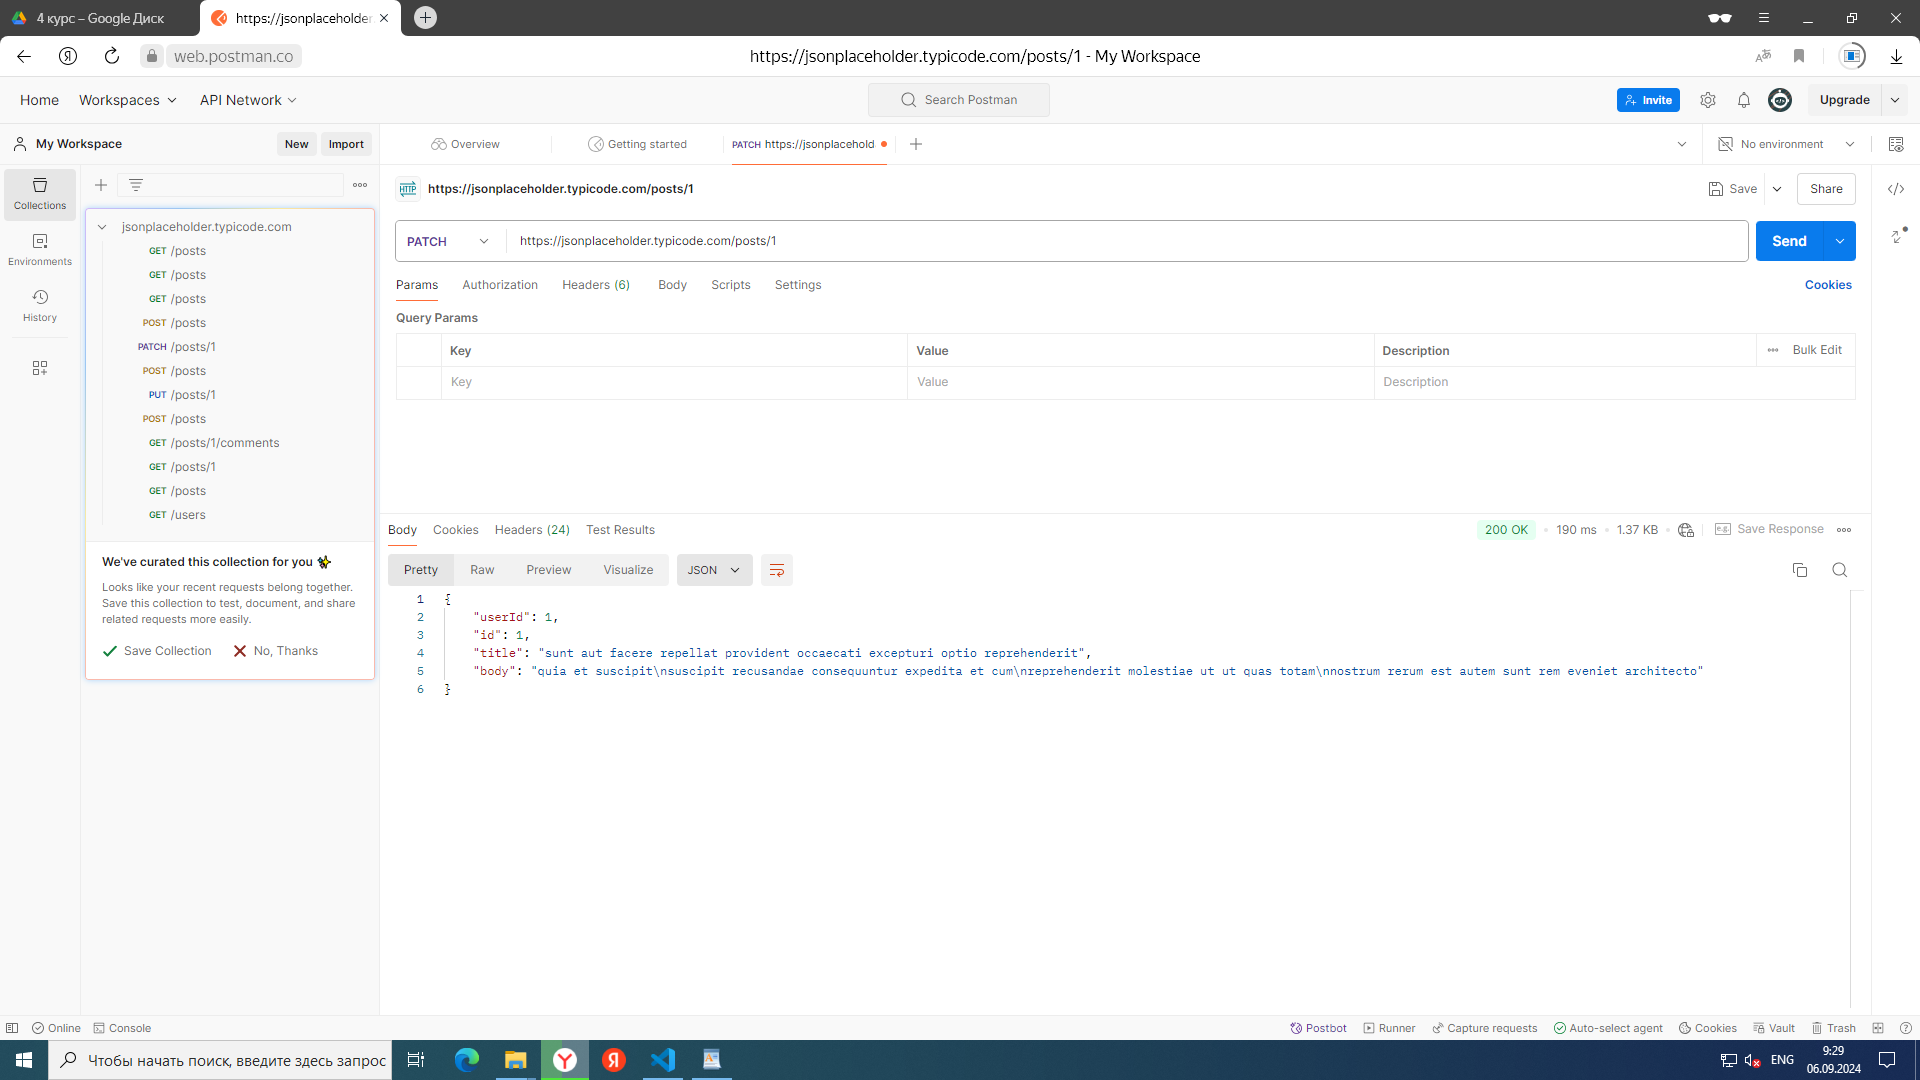 4 курс – Google Диск
https://jsonplaceholder
web.postman.co
https://jsonplaceholder.typicode.com/posts/1 - My Workspace
Home
Workspaces
API Network
Search Postman
Invite
Upgrade
My Workspace
New
Import
Overview
Getting started
PATCH https://jsonplacehold
No environment
Collections
Environments
History
jsonplaceholder.typicode.com
GET /posts
GET /posts
GET /posts
POST /posts
PATCH /posts/1
POST /posts
PUT /posts/1
POST /posts
GET /posts/1/comments
GET /posts/1
GET /posts
GET /users
We've curated this collection for you
Looks like your recent requests belong together.
Save this collection to test, document, and share
related requests more easily.
Save Collection
No, Thanks
HTTP
https://jsonplaceholder.typicode.com/posts/1
Save
Share
PATCH
https://jsonplaceholder.typicode.com/posts/1
Send
Params
Authorization
Headers (6)
Body
Scripts
Settings
Cookies
Query Params
Key
Value
Description
Bulk Edit
Key
Value
Description
Body
Cookies
Headers (24)
Test Results
200 OK
190 ms
1.37 KB
e.g.
Save Response
Pretty
Raw
Preview
Visualize
JSON
1 {
2 "userId": 1,
3 "id": 1,
4 "title": "sunt aut facere repellat provident occaecati excepturi optio reprehenderit",
5 "body": "quia et suscipit\nsuscipit recusandae consequuntur expedita et cum\nreprehenderit molestiae ut ut quas totam\nnostrum rerum est autem sunt rem eveniet architecto"
6 }
Online
Console
Postbot
Runner
Capture requests
Auto-select agent
Cookies
Vault
Trash
Чтобы начать поиск, введите здесь запрос
ENG
9:29
06.09.2024